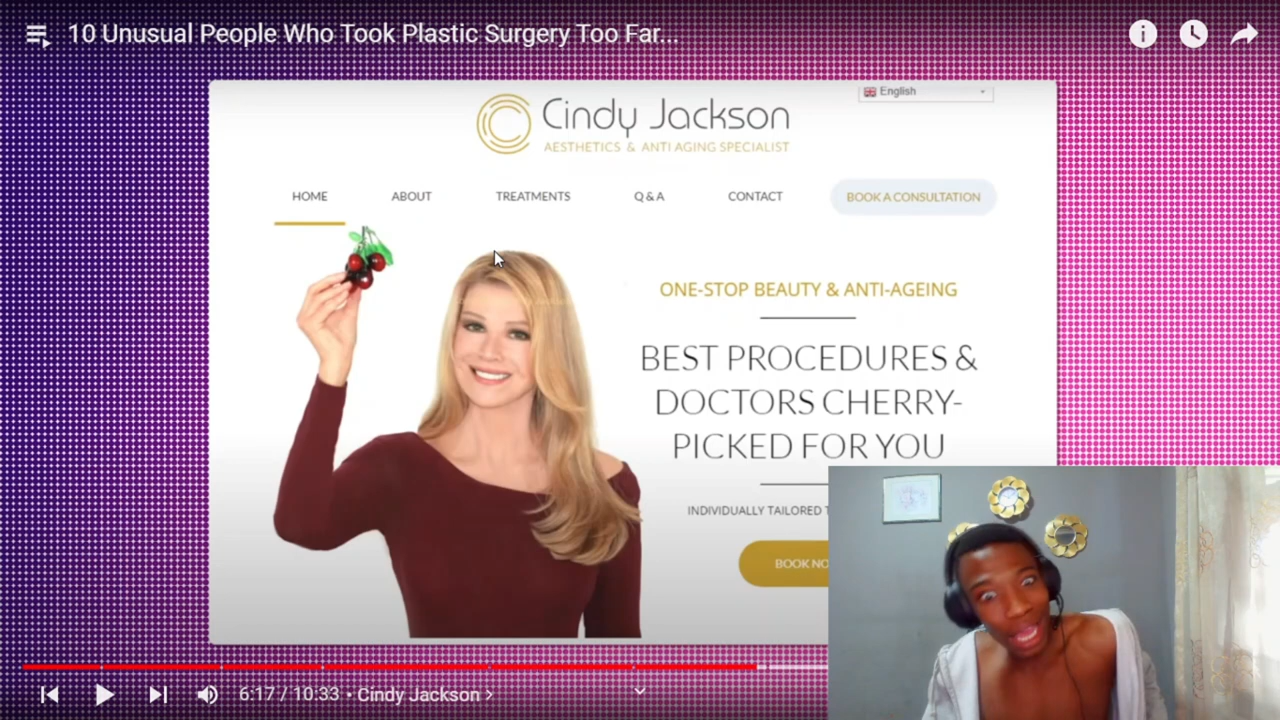 10 Unusual People Who Took Plastic Surgery Too Far...
English
Cindy Jackson
AESTHETICS & ANTI AGING SPECIALIST
HOME ABOUT TREATMENTS Q & A CONTACT BOOK A CONSULTATION
ONE-STOP BEAUTY & ANTI-AGEING
BEST PROCEDURES &
DOCTORS CHERRY-
PICKED FOR YOU
INDIVIDUALLY TAILORED
BOOK
6:17 / 10:33 • Cindy Jackson >